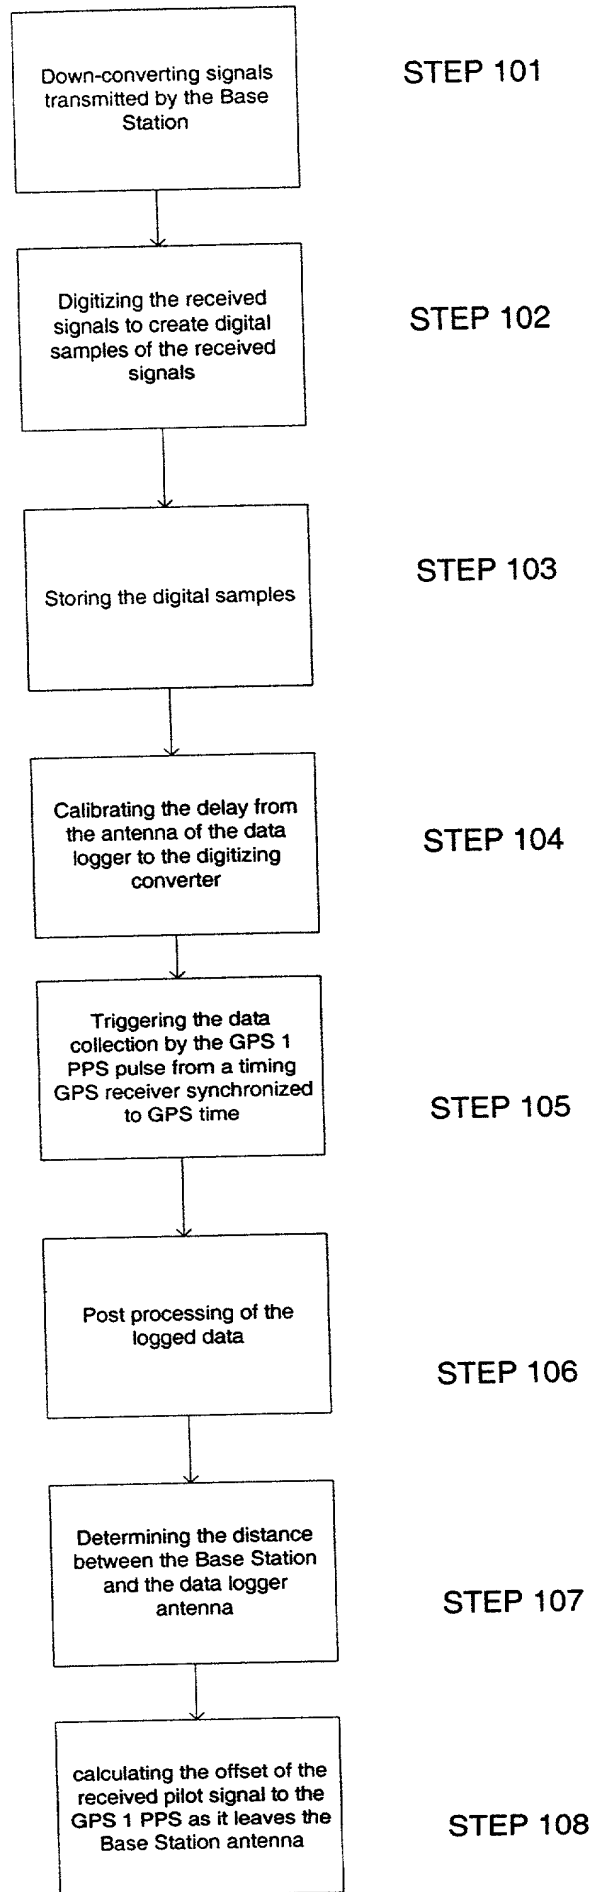 Down-converting signals
transmitted by the Base
Station
STEP 101
Digitizing the received
signals to create digital
samples of the received
signals
STEP 102
Storing the digital samples
STEP 103
Calibrating the delay from
the antenna of the data
logger to the digitizing
converter
STEP 104
Triggering the data
collection by the GPS 1
PPS pulse from a timing
GPS receiver synchronized
to GPS time
STEP 105
Post processing of the
logged data
STEP 106
Determining the distance
between the Base Station
and the data logger
antenna
STEP 107
calculating the offset of the
received pilot signal to the
GPS 1 PPS as it leaves the
Base Station antenna
STEP 108